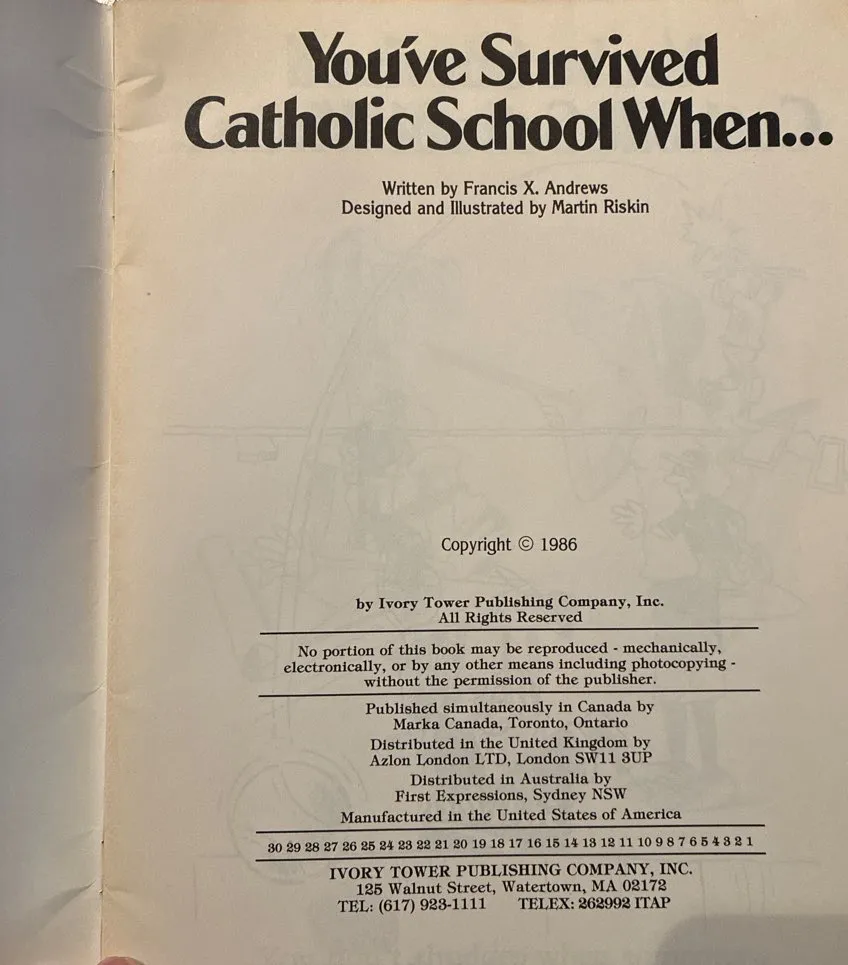 You've Survived
Catholic School When...
Written by Francis X. Andrews
Designed and Illustrated by Martin Riskin
Copyright © 1986
by Ivory Tower Publishing Company, Inc.
All Rights Reserved
No portion of this book may be reproduced - mechanically,
electronically, or by any other means including photocopying -
without the permission of the publisher.
Published simultaneously in Canada by
Marka Canada, Toronto, Ontario
Distributed in the United Kingdom by
Azlon London LTD, London SW11 3UP
Distributed in Australia by
First Expressions, Sydney NSW
Manufactured in the United States of America
30 29 28 27 26 25 24 23 22 21 20 19 18 17 16 15 14 13 12 11 10 9 8 7 6 5 4 3 2 1
IVORY TOWER PUBLISHING COMPANY, INC.
125 Walnut Street, Watertown, MA 02172
TEL: (617) 923-1111 TELEX: 262992 ITAP